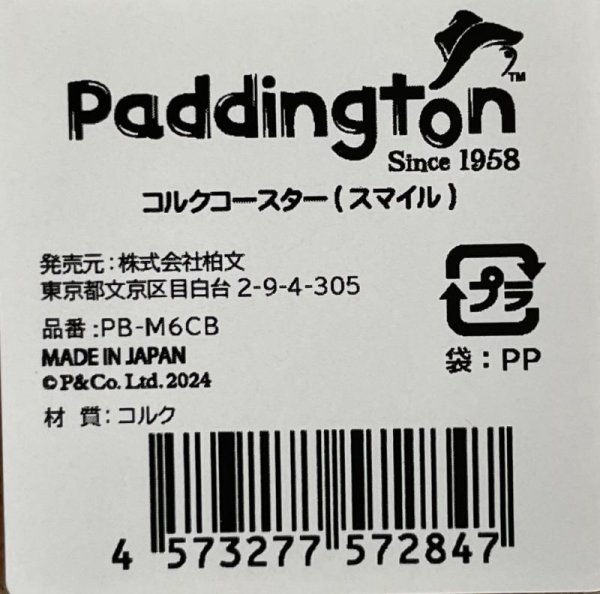 Paddington™
Since 1958
コルクコースター(スマイル)
発売元:株式会社柏文
東京都文京区目白台 2-9-4-305
品番:PB-M6CB
MADE IN JAPAN
©P&Co. Ltd. 2024
材 質:コルク
プラ
袋:PP
4 573277 572847